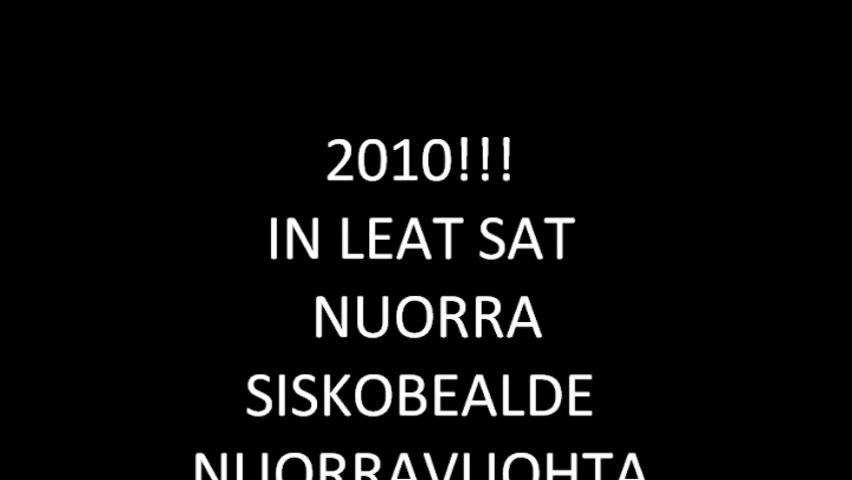 2010!!!
IN LEAT SAT
NUORRA
SISKOBEALDE
NUORRAVUOHTA